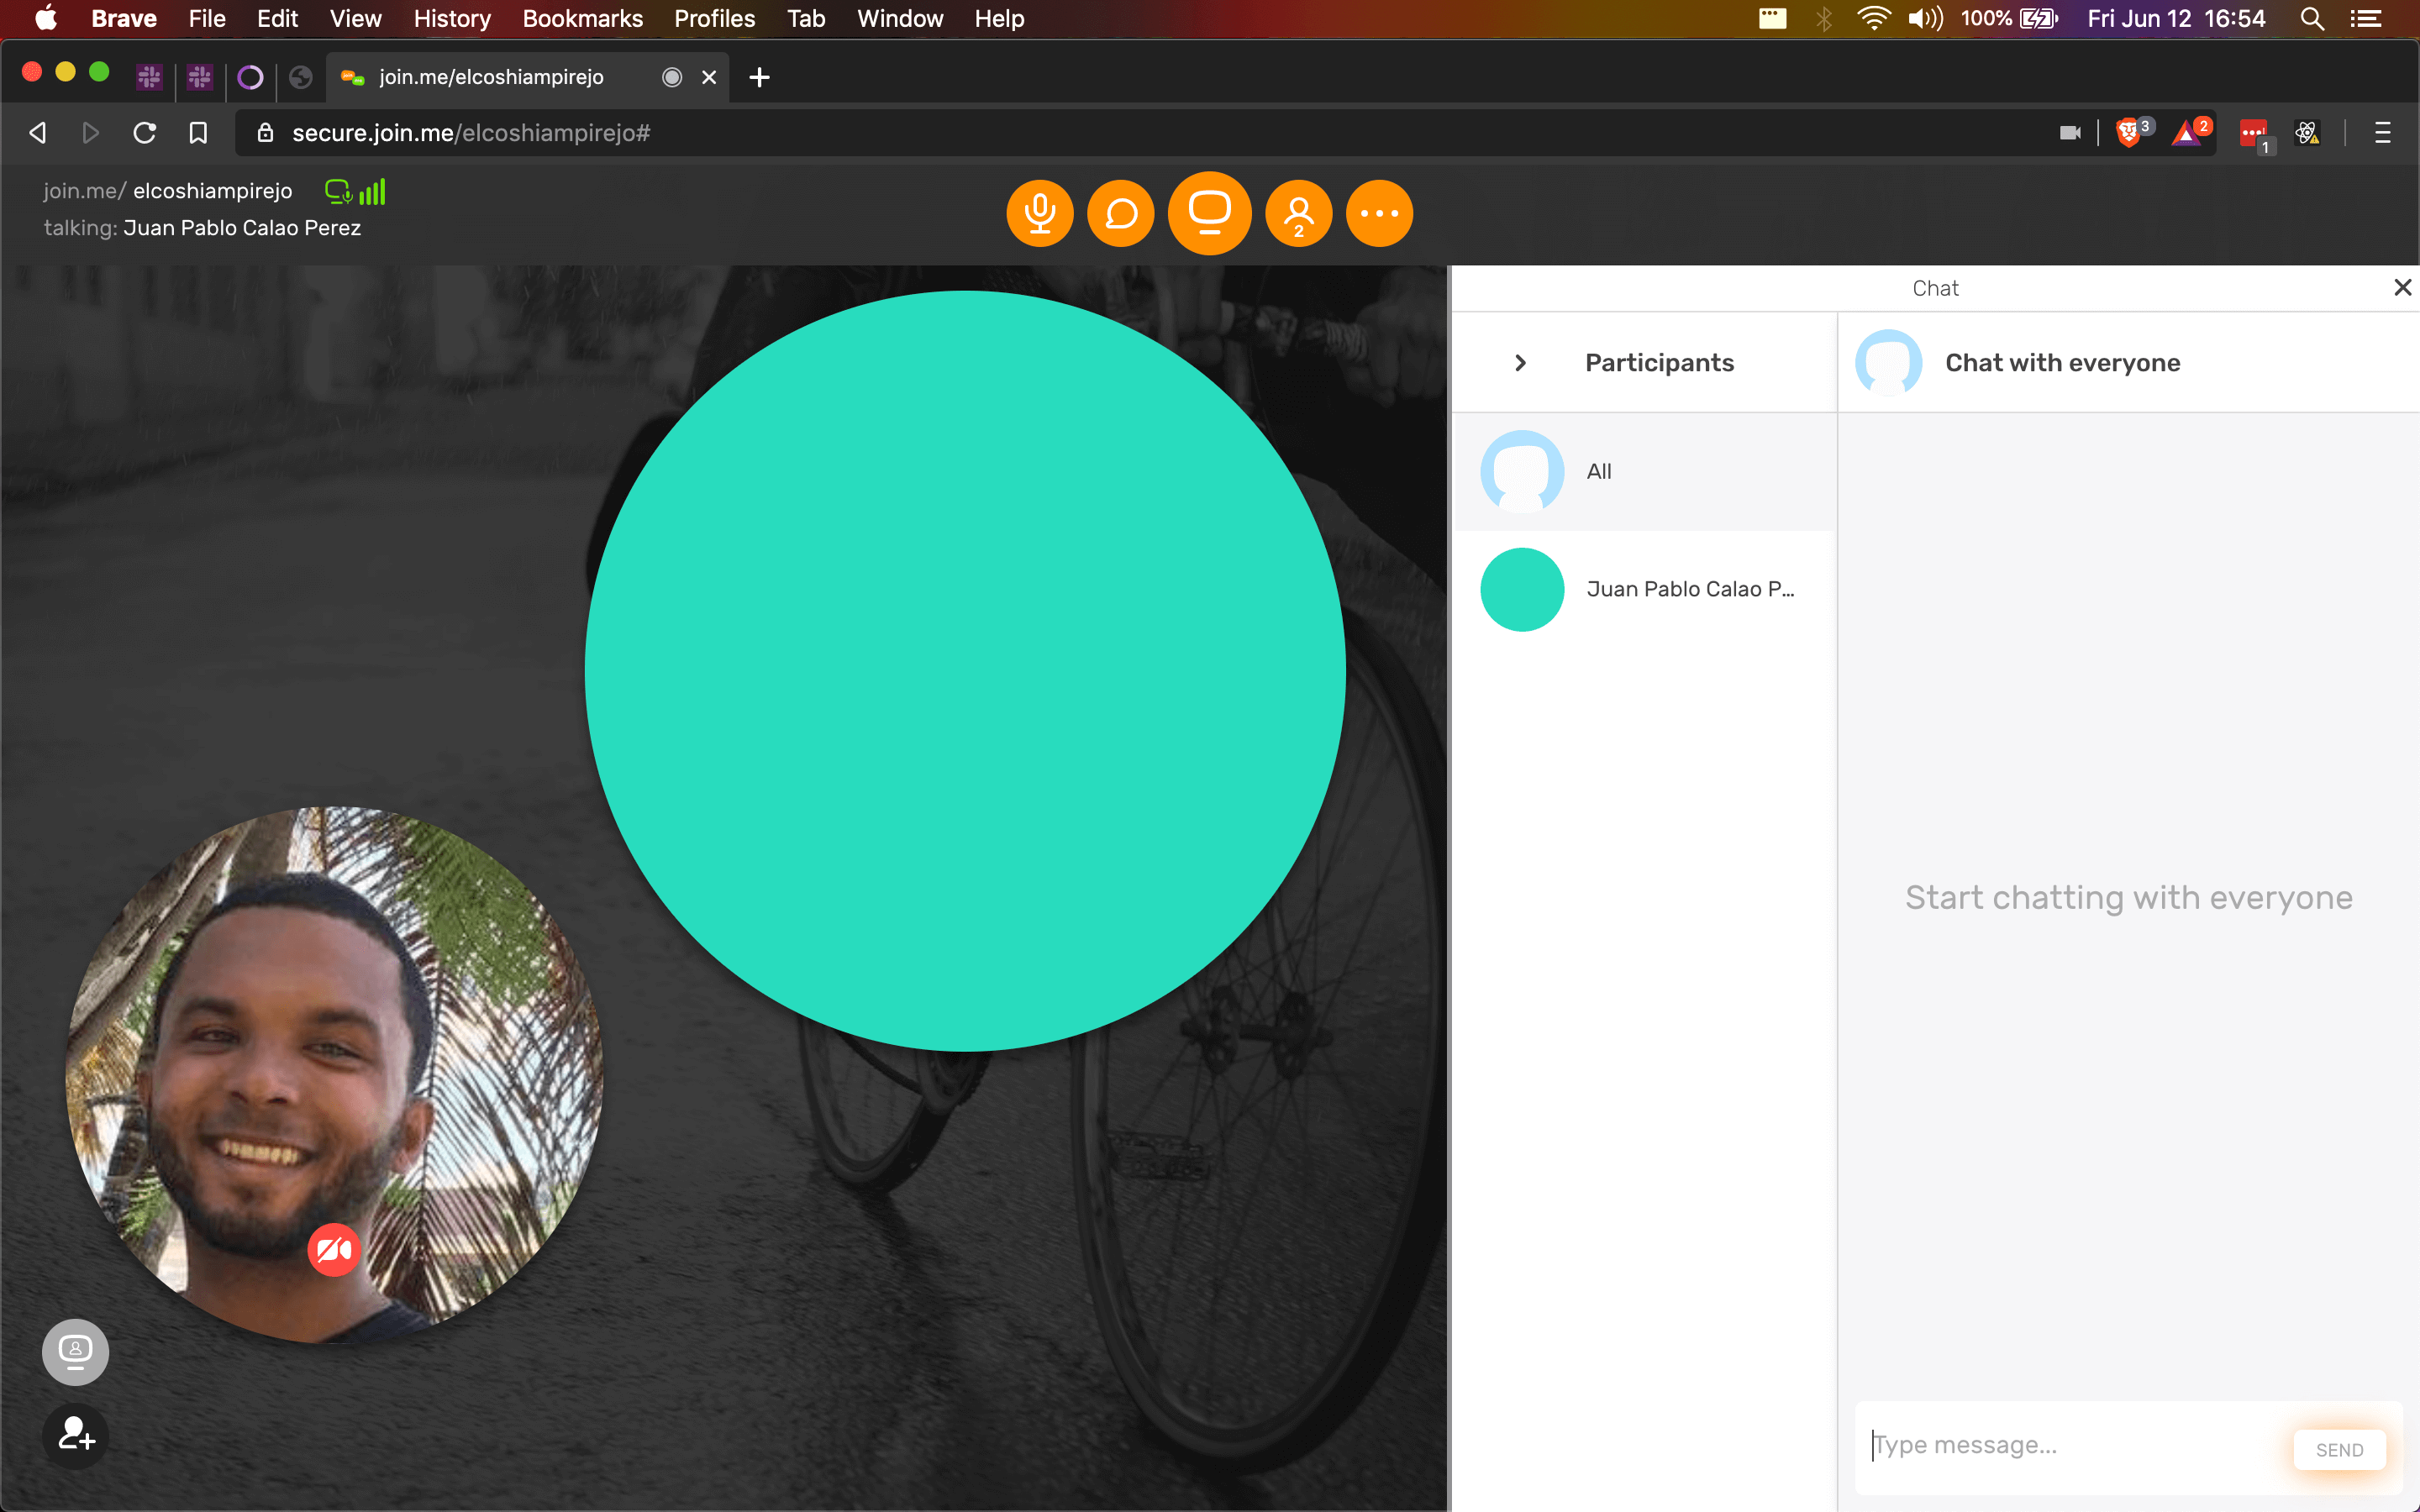 Brave File Edit View History Bookmarks Profiles Tab Window Help 100% Fri Jun 12 16:54
join.me/elcoshiampirejo
secure.join.me/elcoshiampirejo# 3 2 1
join.me/ elcoshiampirejo
talking: Juan Pablo Calao Perez
2
Chat
Participants
Chat with everyone
All
Juan Pablo Calao P...
Start chatting with everyone
Type message...
SEND